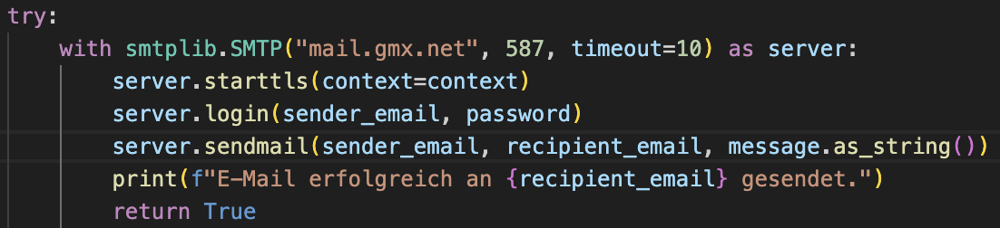 try:
with smtplib.SMTP("mail.gmx.net", 587, timeout=10) as server:
server.starttls(context=context)
server.login(sender_email, password)
server.sendmail(sender_email, recipient_email, message.as_string())
print(f"E-Mail erfolgreich an {recipient_email} gesendet.")
return True